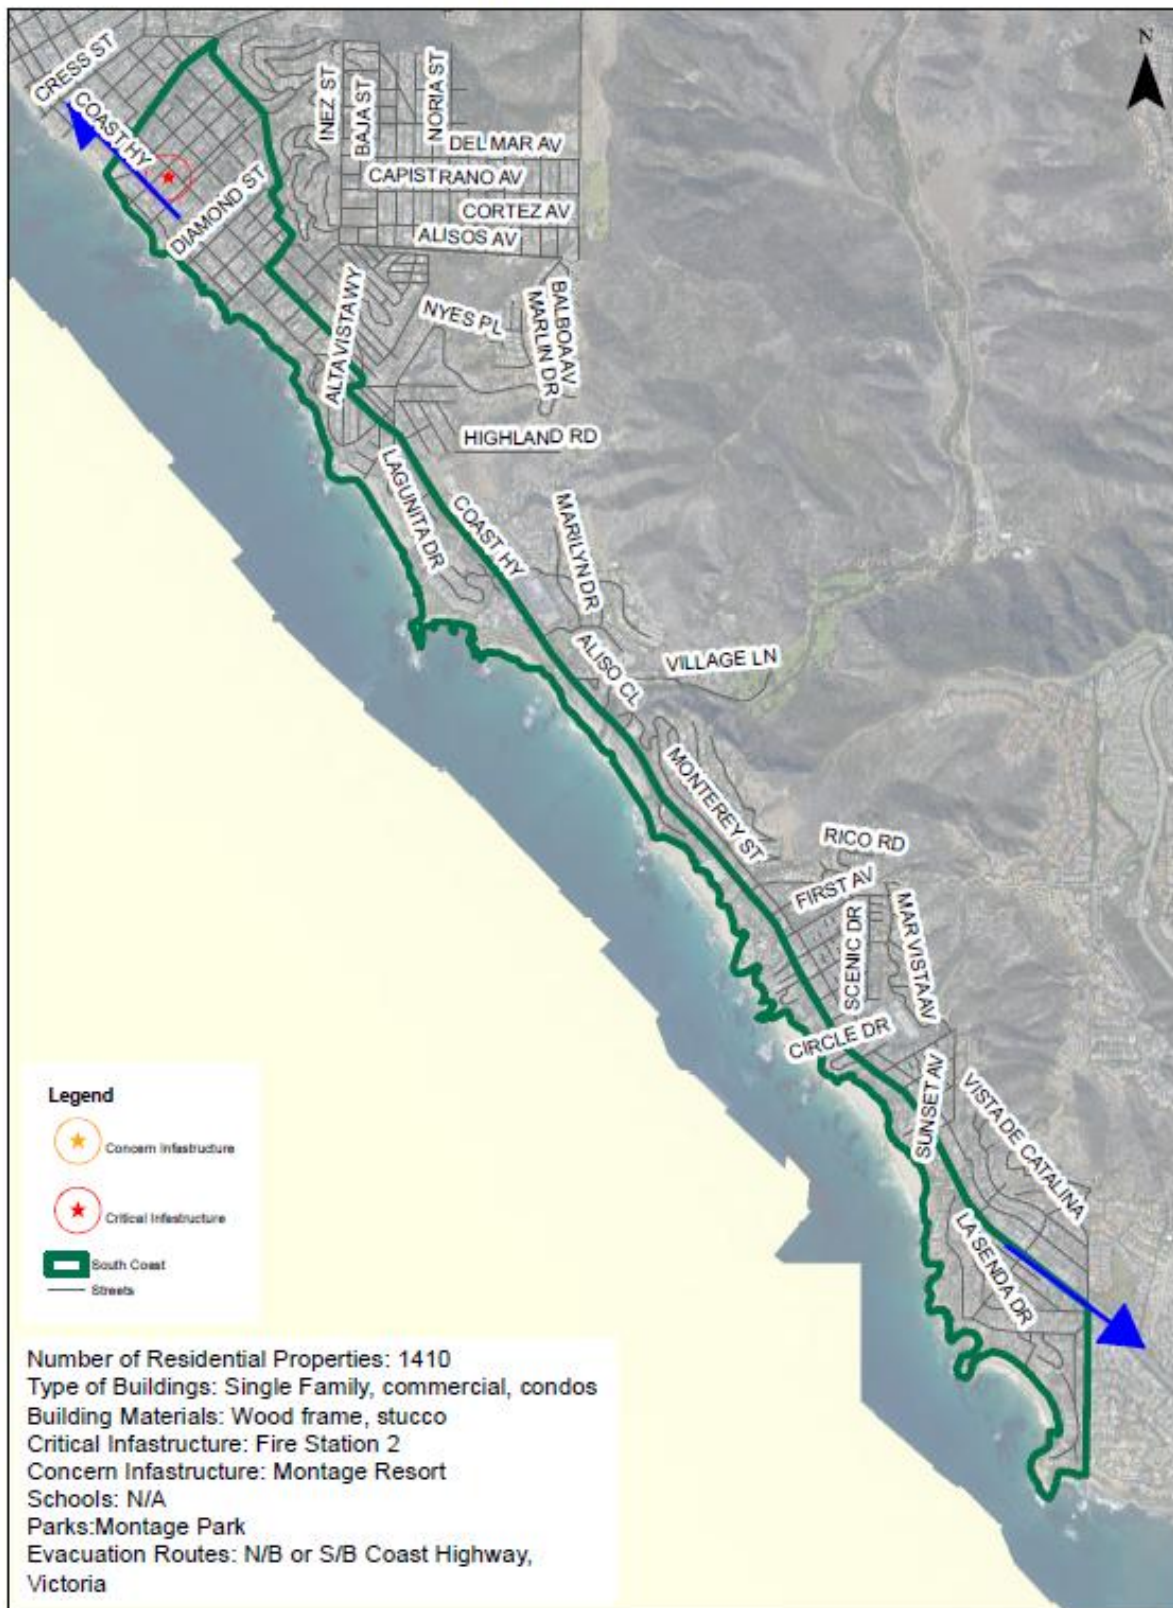 N
CRESS ST
COAST HY
DIAMOND ST
INEZ ST
BAJA ST
NORIA ST
DEL MAR AV
CAPISTRANO AV
CORTEZ AV
ALISOS AV
ALTA VISTA WY
NYES PL
BALBOA AV
MARLIN DR
HIGHLAND RD
LAGUNITA DR
COAST HY
MARILYN DR
ALISO CL
VILLAGE LN
MONTEREY ST
RICO RD
FIRST AV
SCENIC DR
MAR VISTA AV
CIRCLE DR
SUNSET AV
VISTA DE CATALINA
LA SENDA DR
Legend
Concern Infastructure
Critical Infestructure
South Coast
Streets
Number of Residential Properties: 1410
Type of Buildings: Single Family, commercial, condos
Building Materials: Wood frame, stucco
Critical Infastructure: Fire Station 2
Concern Infastructure: Montage Resort
Schools: N/A
Parks:Montage Park
Evacuation Routes: N/B or S/B Coast Highway,
Victoria